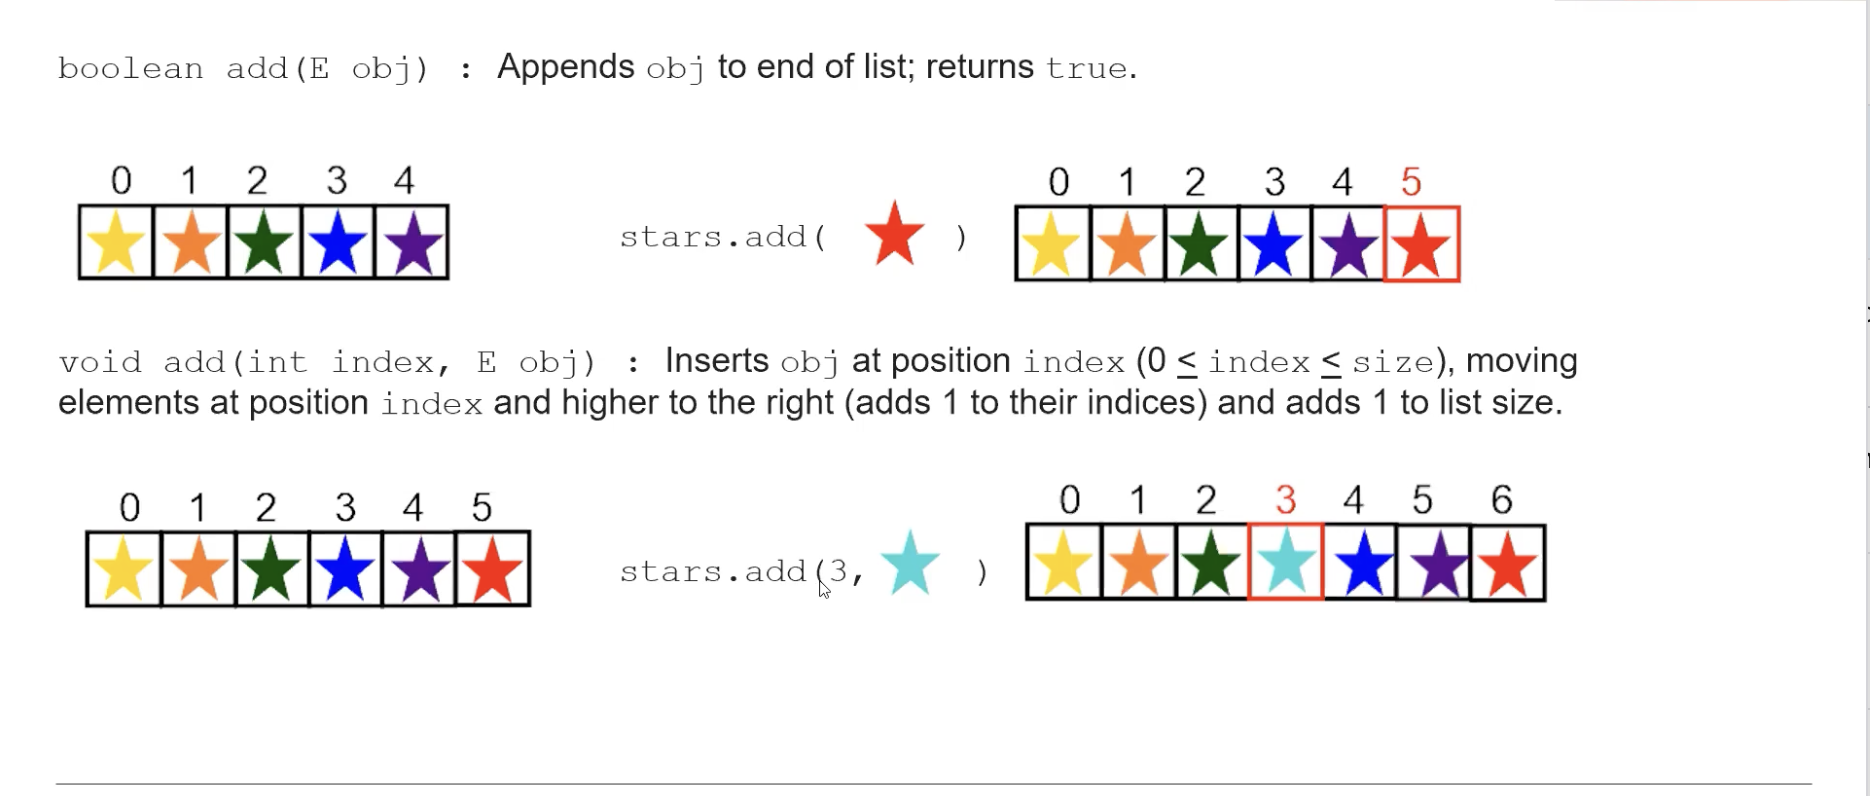 boolean add(E obj) : Appends obj to end of list; returns true.
0 1 2 3 4
0 1 2 3 4 5
stars.add( )
void add(int index, E obj) : Inserts obj at position index (0 ≤ index ≤ size), moving
elements at position index and higher to the right (adds 1 to their indices) and adds 1 to list size.
0 1 2 3 4 5
0 1 2 3 4 5 6
stars.add(3, )